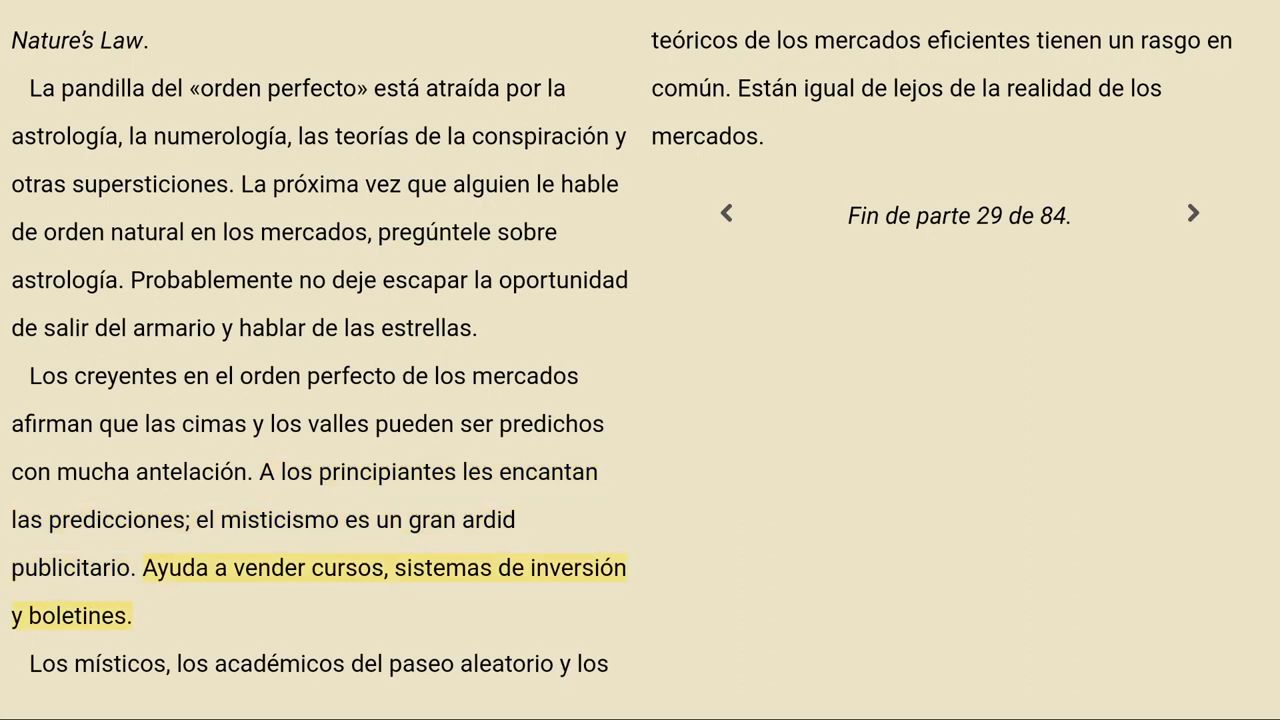 Nature's Law.
La pandilla del «orden perfecto» está atraída por la
astrología, la numerología, las teorías de la conspiración y
otras supersticiones. La próxima vez que alguien le hable
de orden natural en los mercados, pregúntele sobre
astrología. Probablemente no deje escapar la oportunidad
de salir del armario y hablar de las estrellas.
Los creyentes en el orden perfecto de los mercados
afirman que las cimas y los valles pueden ser predichos
con mucha antelación. A los principiantes les encantan
las predicciones; el misticismo es un gran ardid
publicitario. Ayuda a vender cursos, sistemas de inversión
y boletines.
Los místicos, los académicos del paseo aleatorio y los
teóricos de los mercados eficientes tienen un rasgo en
común. Están igual de lejos de la realidad de los
mercados.
Fin de parte 29 de 84.